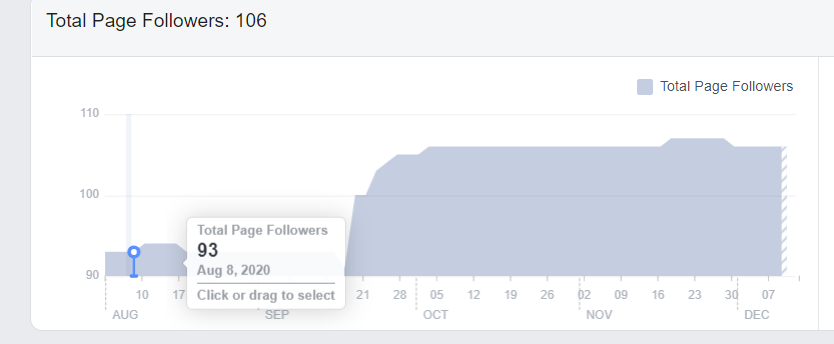 Total Page Followers: 106
Total Page Followers
110
100
90
Total Page Followers
93
Aug 8, 2020
Click or drag to select
10 17 21 28 05 12 19 26 02 09 16 23 30 07
AUG SEP OCT NOV DEC